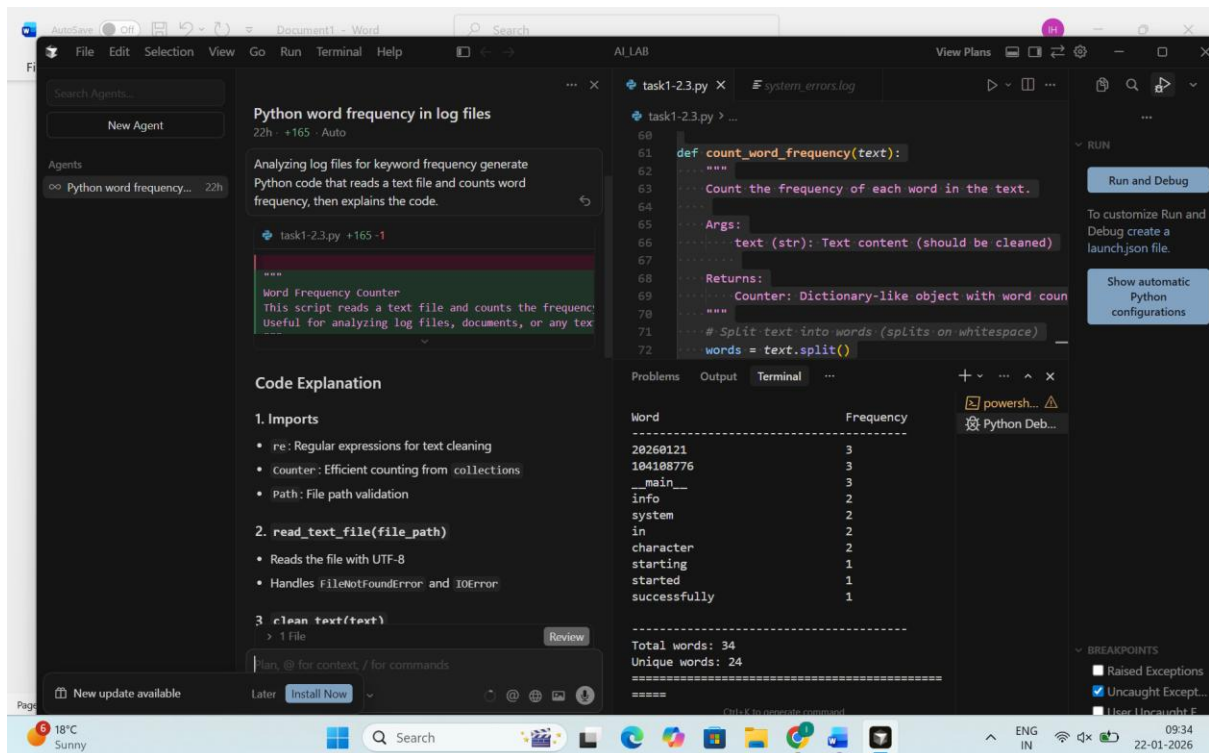 AutoSave Off Document1 - Word Search IH
File Edit Selection View Go Run Terminal Help AI_LAB View Plans
Fi
Search Agents...
New Agent
Agents
Python word frequency... 22h
Python word frequency in log files
22h · +165 · Auto
Analyzing log files for keyword frequency generate
Python code that reads a text file and counts word
frequency, then explains the code.
task1-2.3.py +165 -1
"""
Word Frequency Counter
This script reads a text file and counts the frequency
Useful for analyzing log files, documents, or any tex
Code Explanation
1. Imports
• re: Regular expressions for text cleaning
• Counter: Efficient counting from collections
• Path: File path validation
2. read_text_file(file_path)
• Reads the file with UTF-8
• Handles FileNotFoundError and IOError
3. clean_text(text)
> 1 File Review
Plan, @ for context, / for commands
New update available Later Install Now
task1-2.3.py system_errors.log
task1-2.3.py > ...
60
61 def count_word_frequency(text):
62 """
63 Count the frequency of each word in the text.
64
65 Args:
66 text (str): Text content (should be cleaned)
67
68 Returns:
69 Counter: Dictionary-like object with word coun
70 """
71 # Split text into words (splits on whitespace)
72 words = text.split()
Problems Output Terminal ...
powersh...
Python Deb...
Word Frequency
-----------------------------------------
20260121 3
104108776 3
__main__ 3
info 2
system 2
in 2
character 2
starting 1
started 1
successfully 1
-----------------------------------------
Total words: 34
Unique words: 24
==============================================
=====
Ctrl+K to generate command
RUN
Run and Debug
To customize Run and
Debug create a
launch.json file.
Show automatic
Python
configurations
BREAKPOINTS
Raised Exceptions
Uncaught Except...
User Uncaught E
Page
6 18°C
Sunny
Search
ENG
IN
09:34
22-01-2026